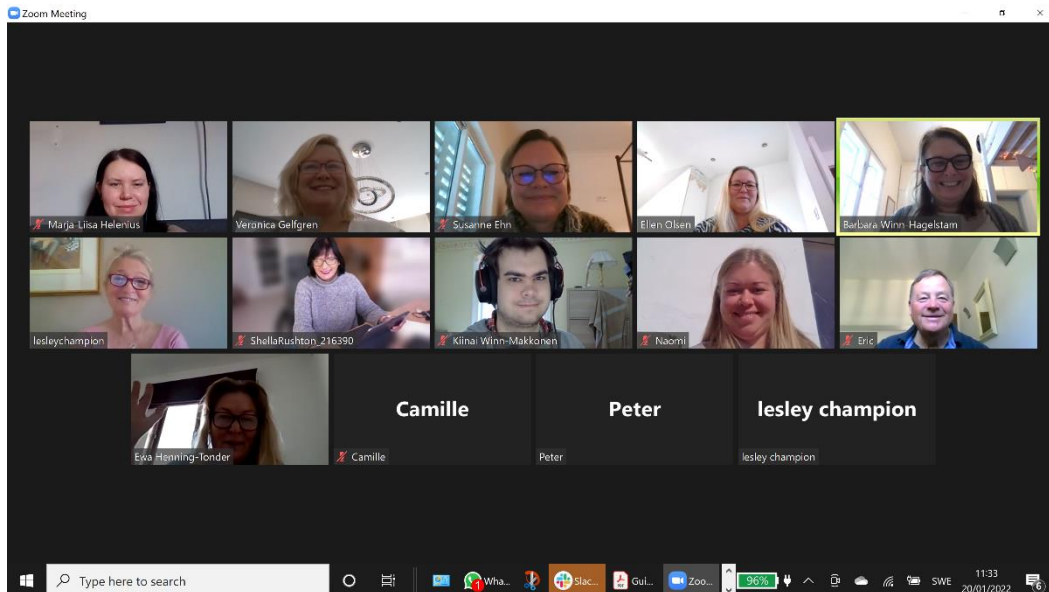 Zoom Meeting
Marja-Liisa Helenius
Veronica Gelfgren
Susanne Ehn
Ellen Olsen
Barbara Winn-Hagelstam
lesleychampion
ShellaRushton_216390
Kiinai Winn-Makkonen
Naomi
Eric
Ewa Henning-Tonder
Camille
Camille
Peter
Peter
lesley champion
lesley champion
Type here to search
1
Wha...
Slac...
Gui...
Zoo...
96%
SWE
11:33
20/01/2022
6